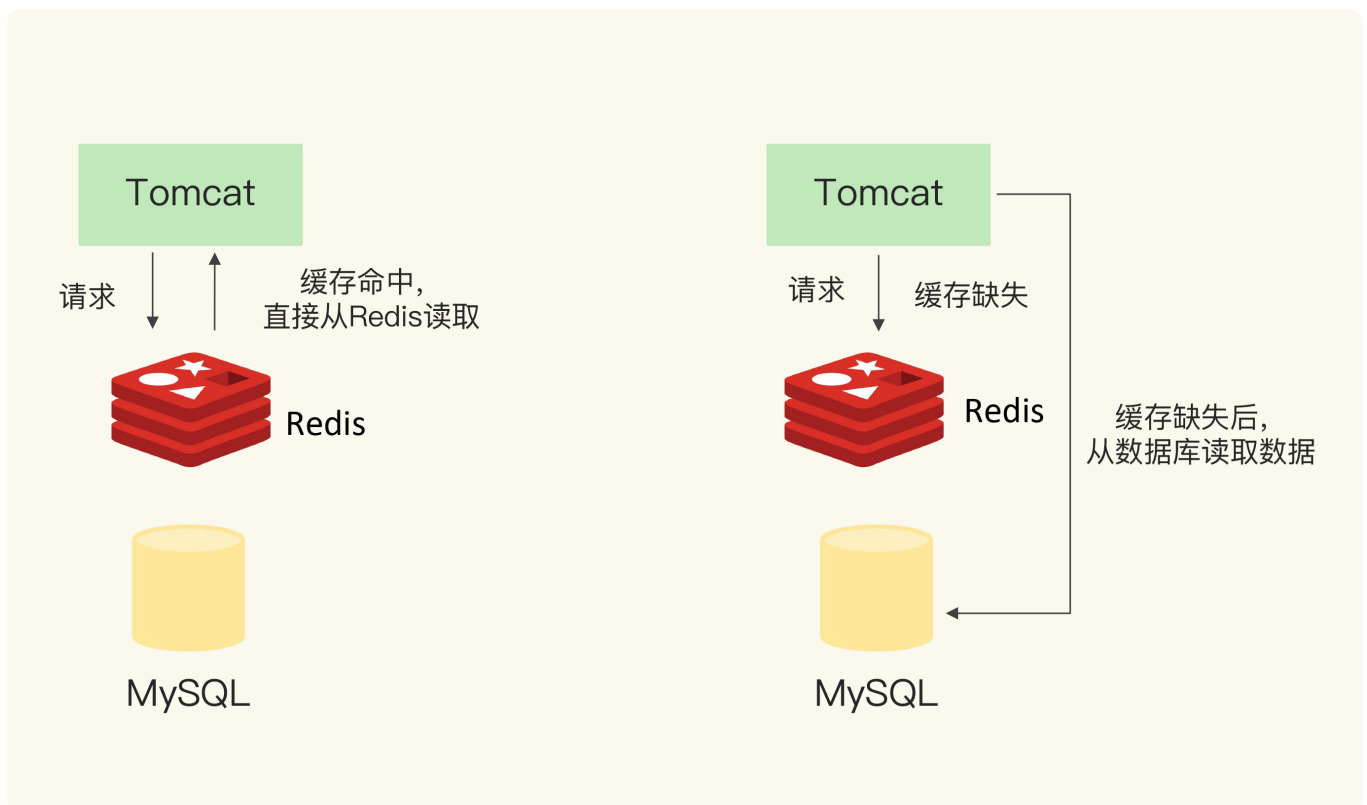 Tomcat
请求
缓存命中，
直接从Redis读取
Redis
MySQL
Tomcat
请求
缓存缺失
Redis
缓存缺失后，
从数据库读取数据
MySQL